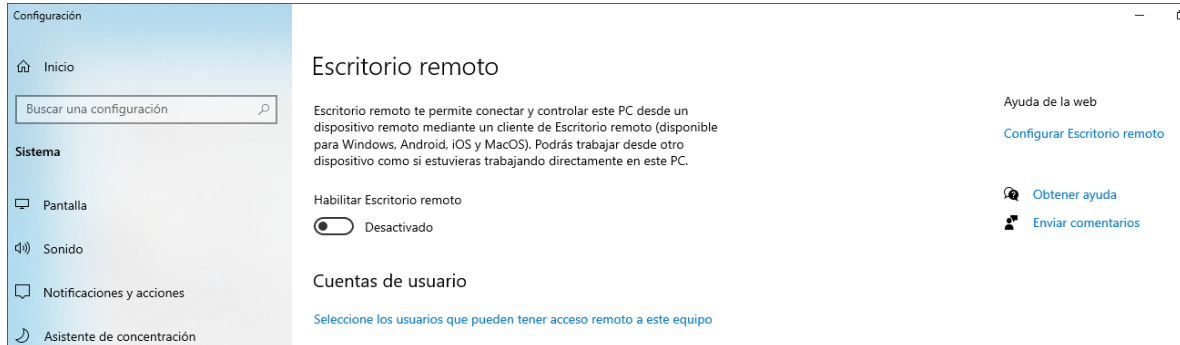 Configuración
Inicio
Buscar una configuración
Sistema
Pantalla
Sonido
Notificaciones y acciones
Asistente de concentración
Escritorio remoto
Escritorio remoto te permite conectar y controlar este PC desde un
dispositivo remoto mediante un cliente de Escritorio remoto (disponible
para Windows, Android, iOS y MacOS). Podrás trabajar desde otro
dispositivo como si estuvieras trabajando directamente en este PC.
Habilitar Escritorio remoto
Desactivado
Cuentas de usuario
Seleccione los usuarios que pueden tener acceso remoto a este equipo
Ayuda de la web
Configurar Escritorio remoto
Obtener ayuda
Enviar comentarios